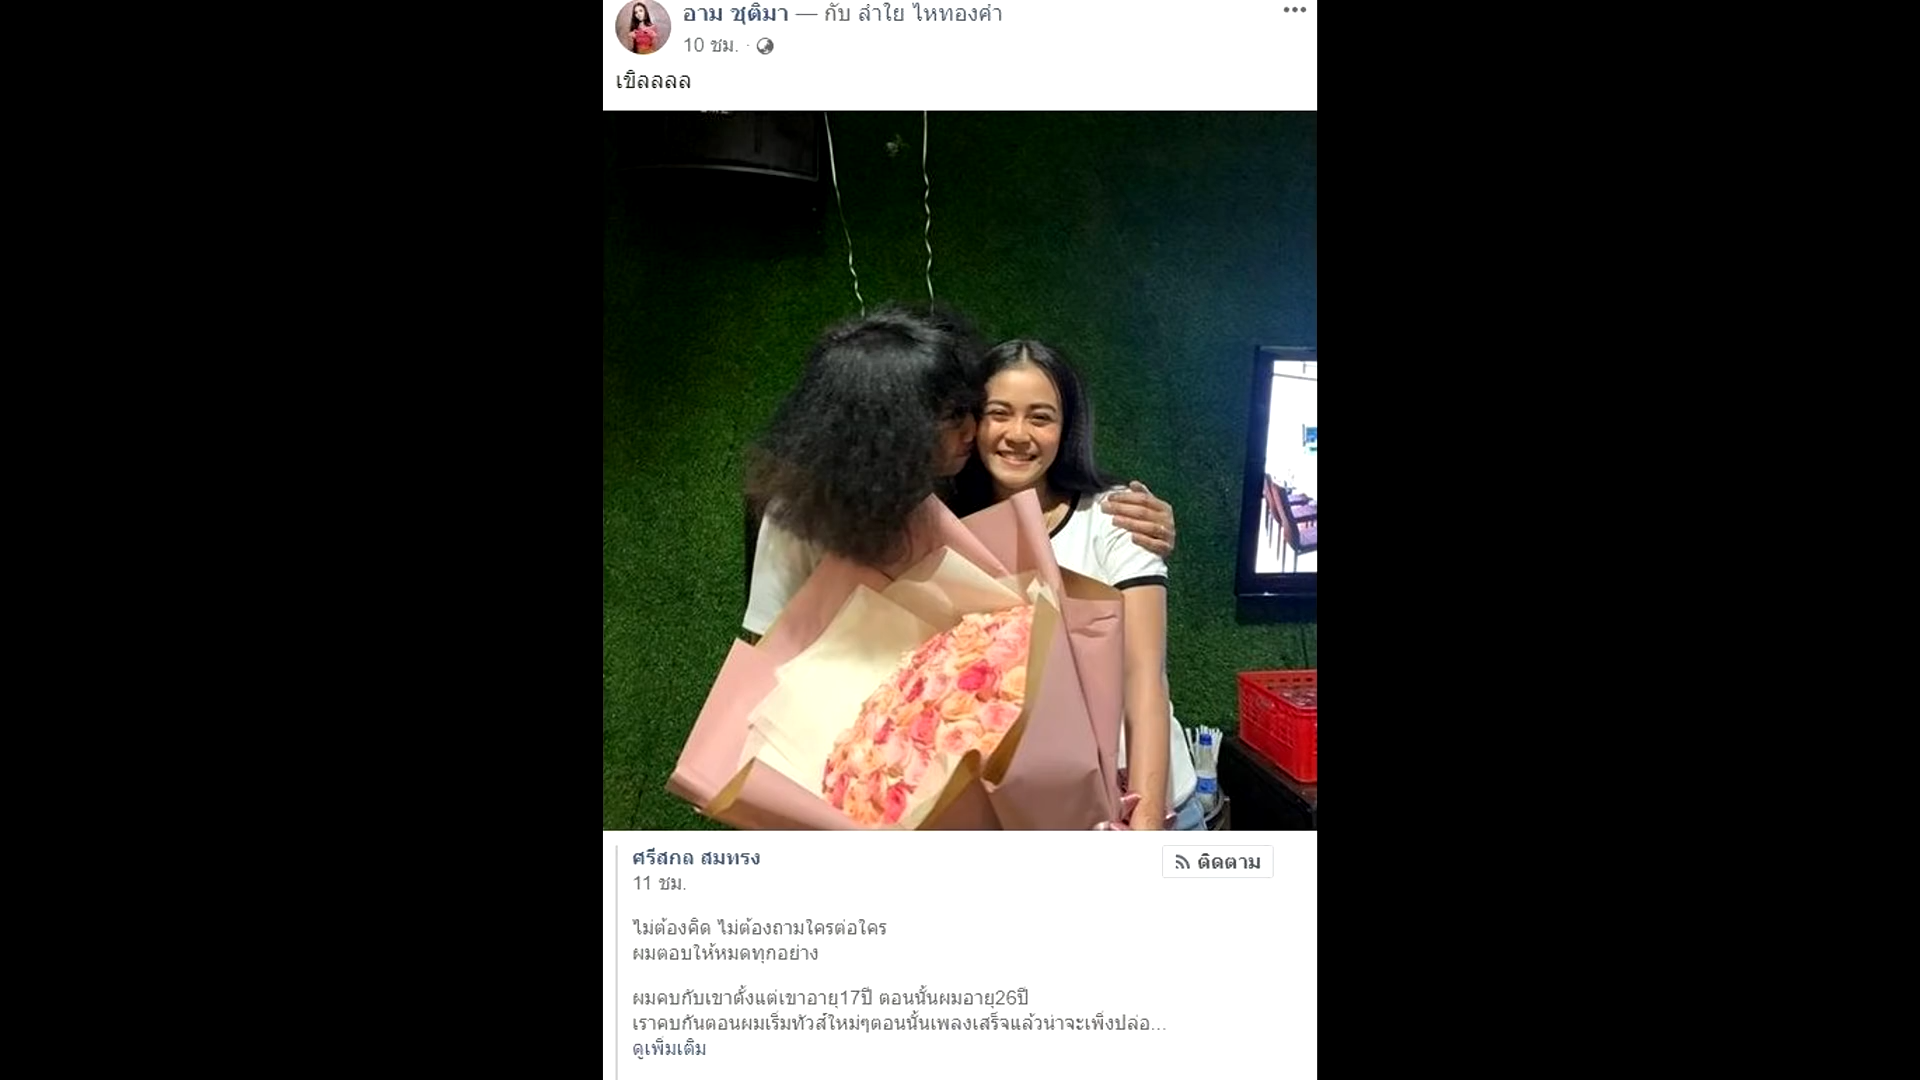 อาม ชุติมา — กับ ลำใย ไหทองคำ
10 ชม. ·
เขิลลลล
ศรีสกล สมทรง
ติดตาม
11 ชม.
ไม่ต้องคิด ไม่ต้องถามใครต่อใคร
ผมตอบให้หมดทุกอย่าง
ผมคบกับเขาตั้งแต่เขาอายุ17ปี ตอนนั้นผมอายุ26ปี
เราคบกันตอนผมเริ่มทัวส์ใหม่ๆตอนนั้นเพลงเสร็จแล้วน่าจะเพิ่งปล่อ...
ดูเพิ่มเติม